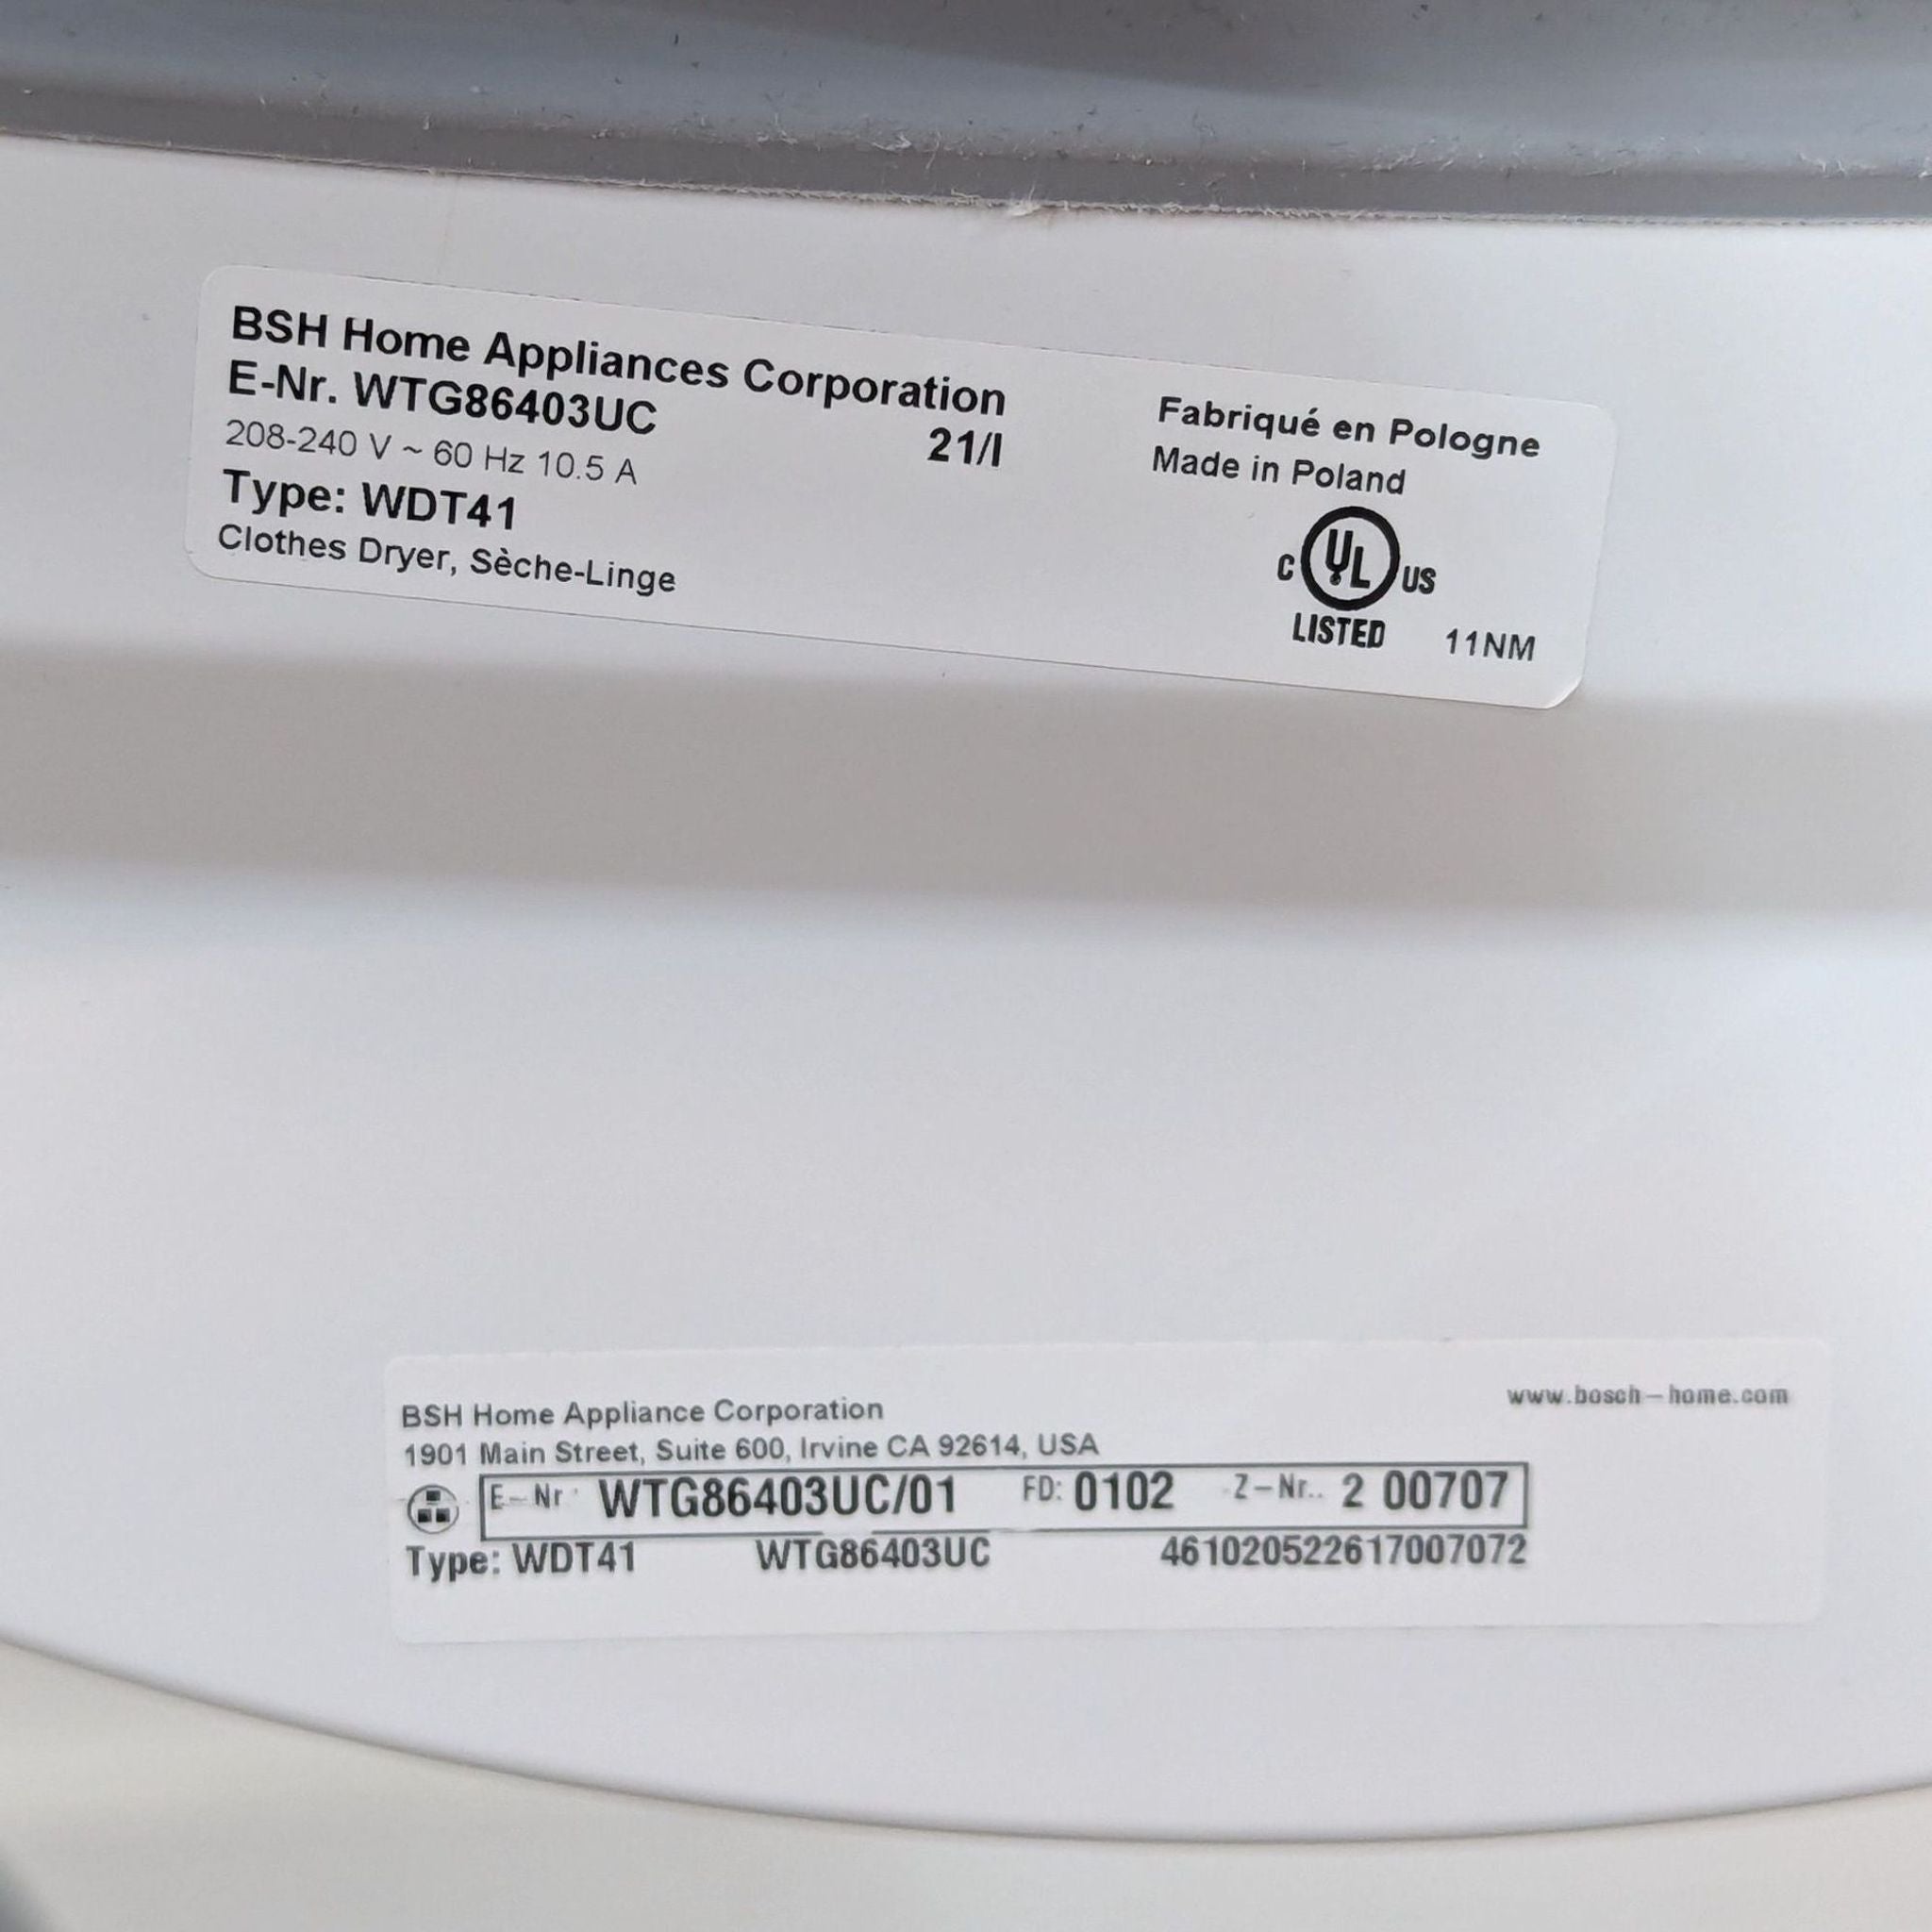 BSH Home Appliances Corporation
E-Nr. WTG86403UC
21/I
208-240 V ~ 60 Hz 10.5 A
Type: WDT41
Clothes Dryer, Sèche-Linge
Fabriqué en Pologne
Made in Poland
C UL US
LISTED 11NM
BSH Home Appliance Corporation
www.bosch-home.com
1901 Main Street, Suite 600, Irvine CA 92614, USA
E-Nr WTG86403UC/01 FD: 0102 Z-Nr.. 2 00707
Type: WDT41 WTG86403UC 461020522617007072